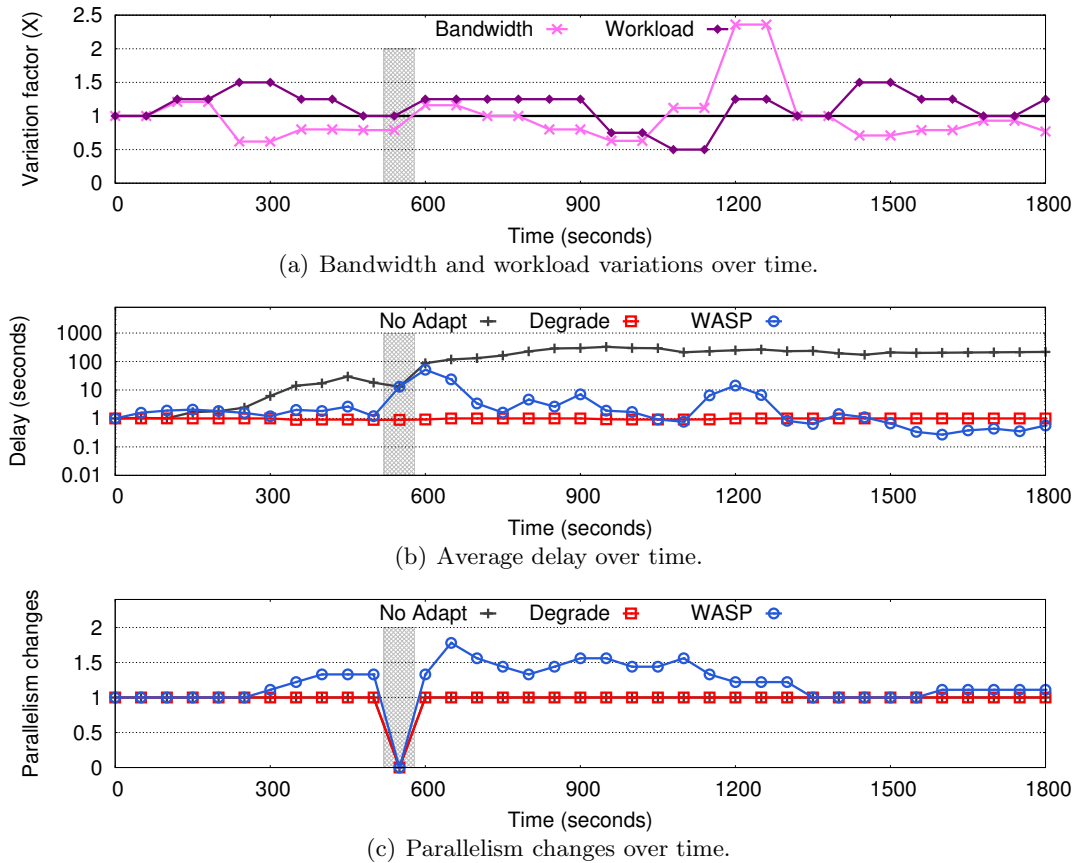 Variation factor (X)
2.5
2
1.5
1
0.5
0
Bandwidth Workload
0 300 600 900 1200 1500 1800
Time (seconds)
(a) Bandwidth and workload variations over time.
Delay (seconds)
1000
100
10
1
0.1
0.01
No Adapt Degrade WASP
0 300 600 900 1200 1500 1800
Time (seconds)
(b) Average delay over time.
Parallelism changes
2
1.5
1
0.5
0
No Adapt Degrade WASP
0 300 600 900 1200 1500 1800
Time (seconds)
(c) Parallelism changes over time.